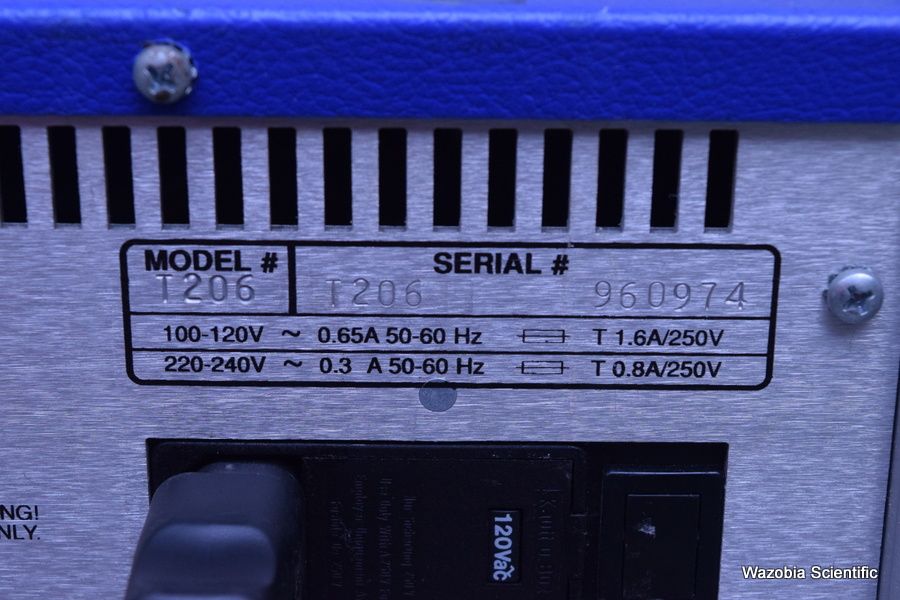 MODEL # SERIAL #
T206 T206 960974
100-120V ~ 0.65A 50-60 Hz T 1.6A/250V
220-240V ~ 0.3 A 50-60 Hz T 0.8A/250V
NG!
NLY.
120Vac
Wazobia Scientific